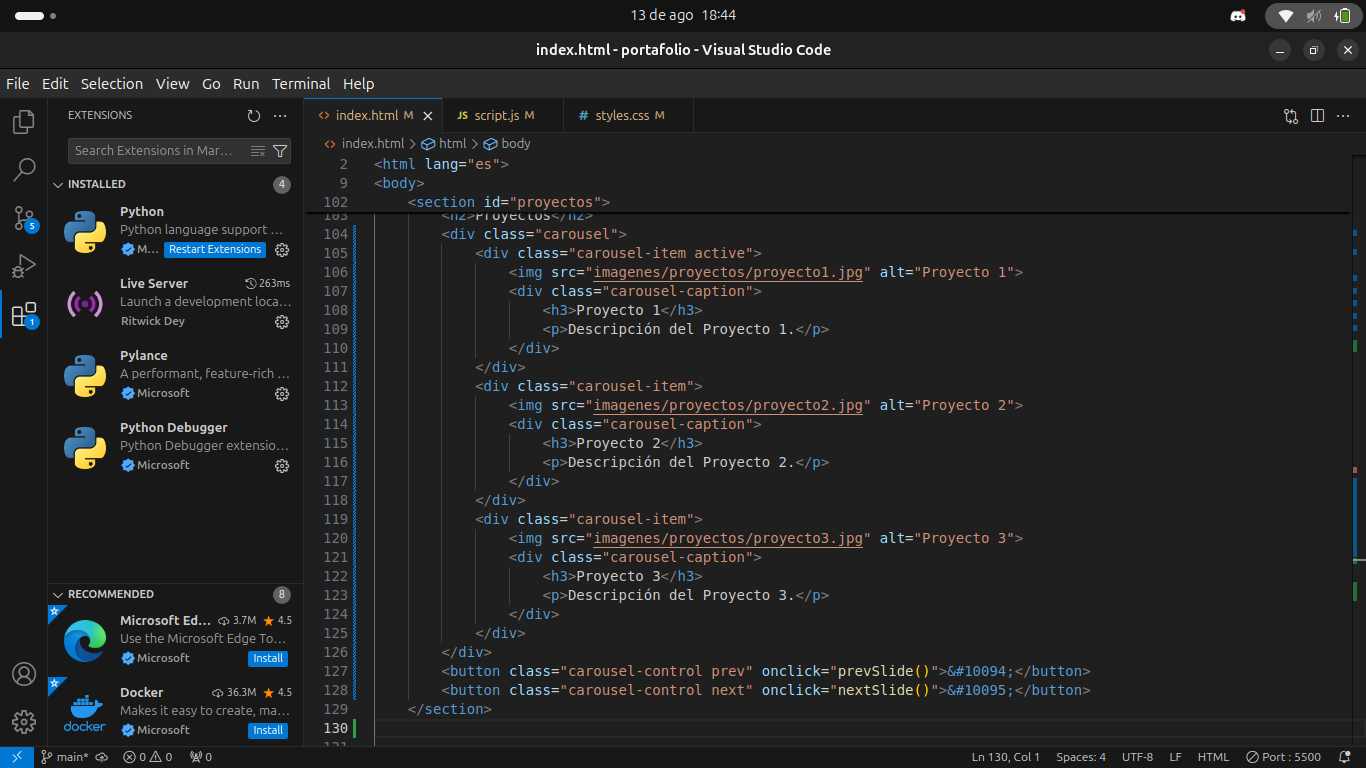 13 de ago 18:44
index.html - portafolio - Visual Studio Code
File Edit Selection View Go Run Terminal Help
EXTENSIONS
Search Extensions in Mar…
INSTALLED 4
Python
Python language support …
M… Restart Extensions
Live Server 263ms
Launch a development loca…
Ritwick Dey
Pylance
A performant, feature-rich …
Microsoft
Python Debugger
Python Debugger extensio…
Microsoft
5
1
RECOMMENDED 8
Microsoft Ed… 3.7M 4.5
Use the Microsoft Edge To…
Microsoft Install
Docker 36.3M 4.5
Makes it easy to create, ma…
Microsoft Install
docker
index.html M JS script.js M # styles.css M
index.html > html > body
2 <html lang="es">
9 <body>
102 <section id="proyectos">
103 <h2>Proyectos</h2>
104 <div class="carousel">
105 <div class="carousel-item active">
106 <img src="imagenes/proyectos/proyecto1.jpg" alt="Proyecto 1">
107 <div class="carousel-caption">
108 <h3>Proyecto 1</h3>
109 <p>Descripción del Proyecto 1.</p>
110 </div>
111 </div>
112 <div class="carousel-item">
113 <img src="imagenes/proyectos/proyecto2.jpg" alt="Proyecto 2">
114 <div class="carousel-caption">
115 <h3>Proyecto 2</h3>
116 <p>Descripción del Proyecto 2.</p>
117 </div>
118 </div>
119 <div class="carousel-item">
120 <img src="imagenes/proyectos/proyecto3.jpg" alt="Proyecto 3">
121 <div class="carousel-caption">
122 <h3>Proyecto 3</h3>
123 <p>Descripción del Proyecto 3.</p>
124 </div>
125 </div>
126 </div>
127 <button class="carousel-control prev" onclick="prevSlide()">&#10094;</button>
128 <button class="carousel-control next" onclick="nextSlide()">&#10095;</button>
129 </section>
130
131
main* 0 0 0 Ln 130, Col 1 Spaces: 4 UTF-8 LF HTML Port : 5500